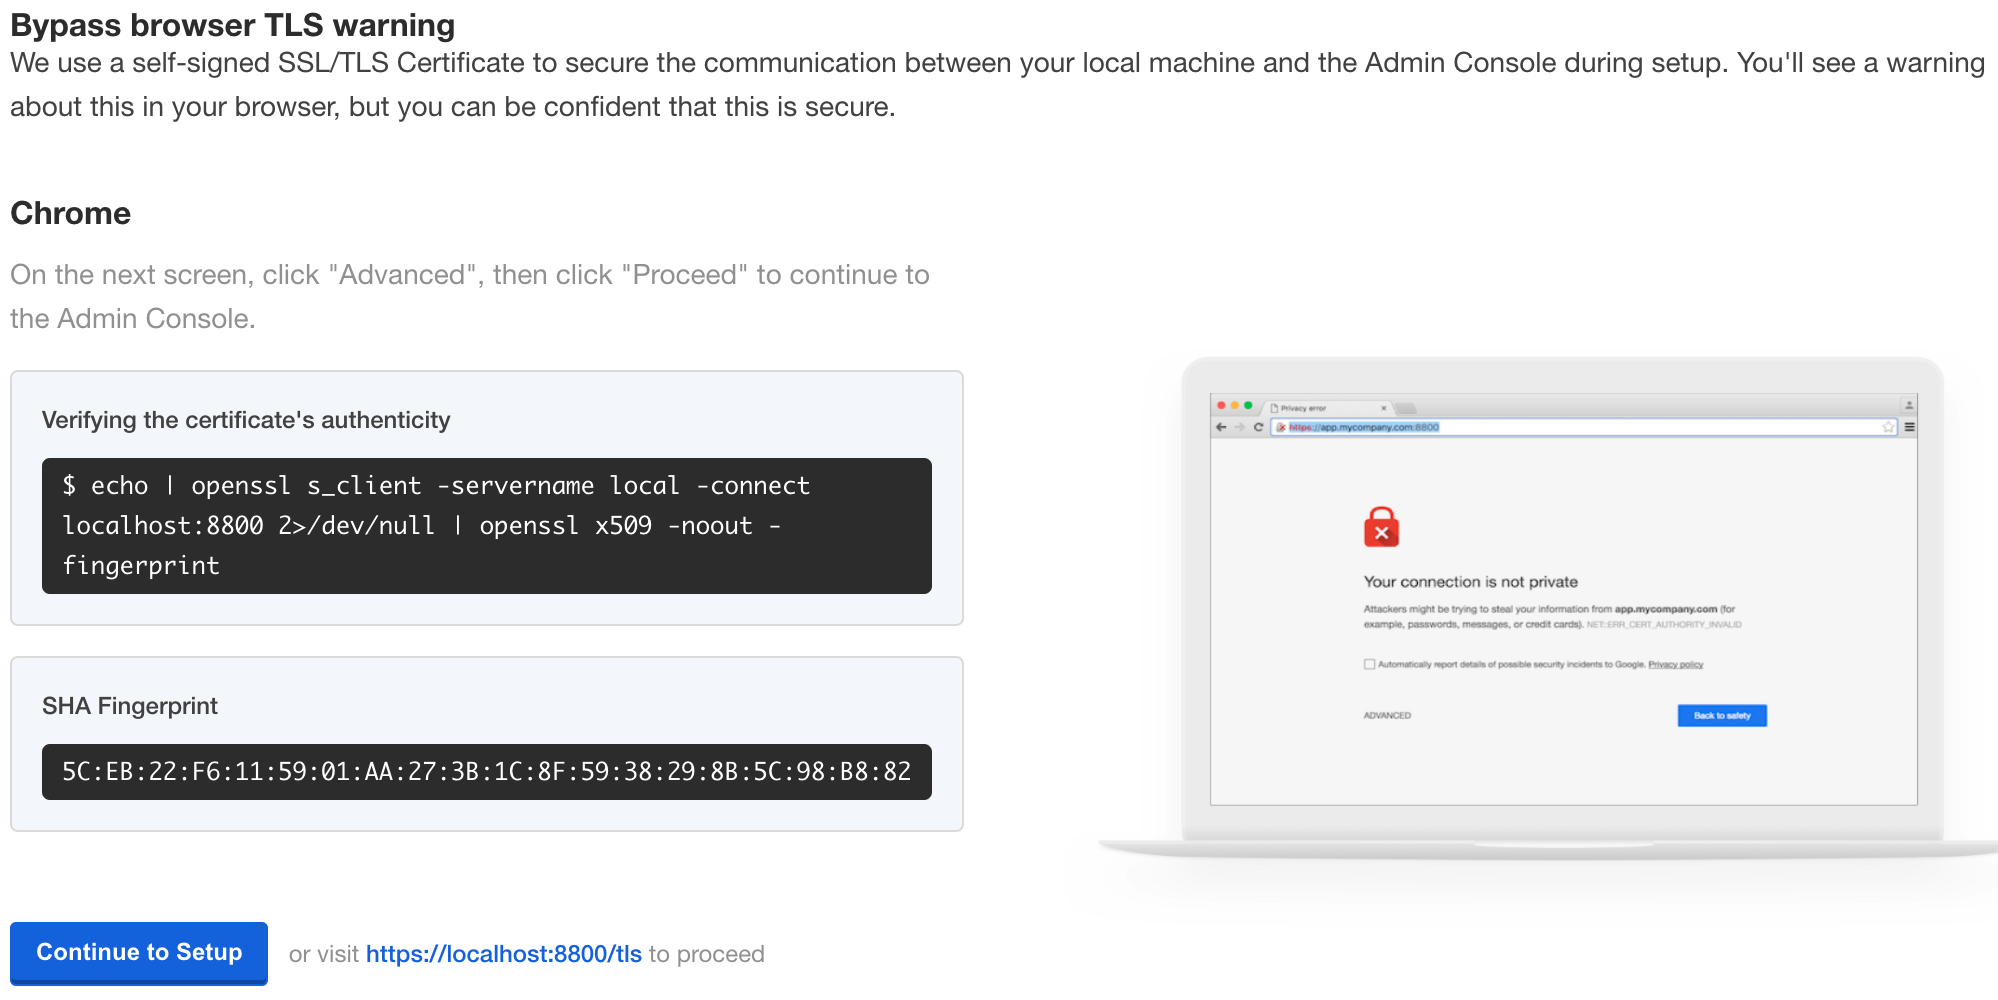 Bypass browser TLS warning
We use a self-signed SSL/TLS Certificate to secure the communication between your local machine and the Admin Console during setup. You'll see a warning
about this in your browser, but you can be confident that this is secure.
Chrome
On the next screen, click "Advanced", then click "Proceed" to continue to
the Admin Console.
Verifying the certificate's authenticity
$ echo | openssl s_client -servername local -connect
localhost:8800 2>/dev/null | openssl x509 -noout -
fingerprint
SHA Fingerprint
5C:EB:22:F6:11:59:01:AA:27:3B:1C:8F:59:38:29:8B:5C:98:B8:82
Continue to Setup or visit https://localhost:8800/tls to proceed
Privacy error
https://app.mycompany.com:8800
Your connection is not private
Attackers might be trying to steal your information from app.mycompany.com (for
example, passwords, messages, or credit cards). NET::ERR_CERT_AUTHORITY_INVALID
Automatically report details of possible security incidents to Google. Privacy policy
ADVANCED
Back to safety